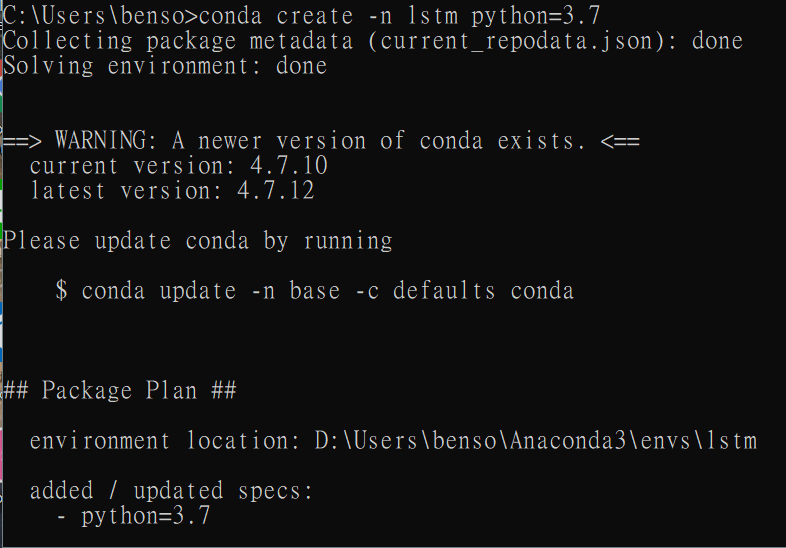 C:\Users\benso>conda create -n lstm python=3.7
Collecting package metadata (current_repodata.json): done
Solving environment: done
==> WARNING: A newer version of conda exists. <==
current version: 4.7.10
latest version: 4.7.12
Please update conda by running
$ conda update -n base -c defaults conda
## Package Plan ##
environment location: D:\Users\benso\Anaconda3\envs\lstm
added / updated specs:
- python=3.7